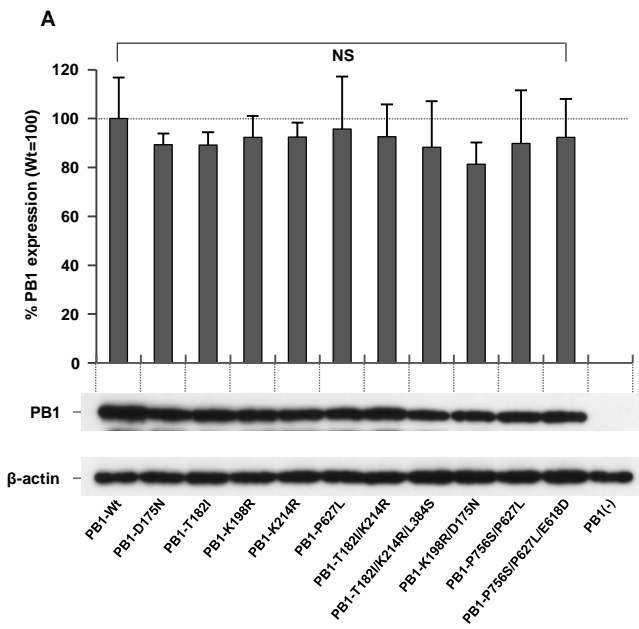 A
NS
% PB1 expression (Wt=100)
120
100
80
60
40
20
0
PB1
β-actin
PB1-Wt
PB1-D175N
PB1-T182I
PB1-K198R
PB1-K214R
PB1-P627L
PB1-T182I/K214R
PB1-T182I/K214R/L384S
PB1-K198R/D175N
PB1-P756S/P627L
PB1-P756S/P627L/E618D
PB1(-)